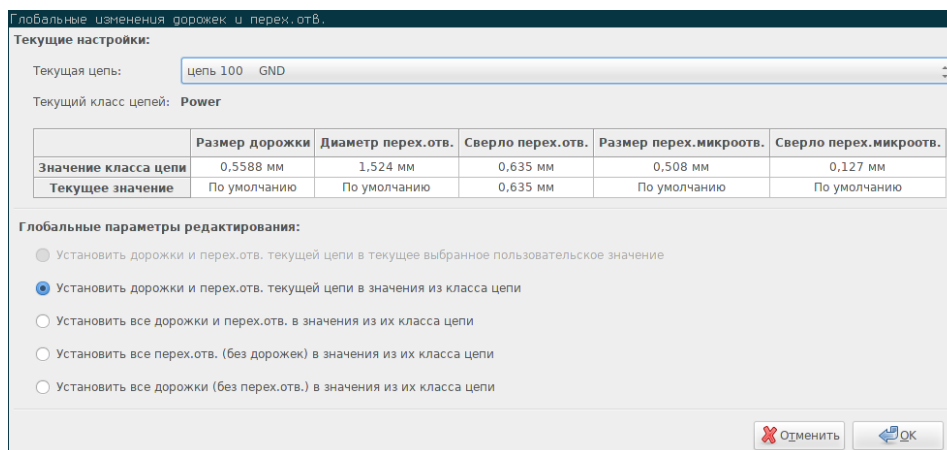 Глобальные изменения дорожек и перех.отв.
Текущие настройки:
Текущая цепь: цепь 100 GND
Текущий класс цепей: Power
Размер дорожки Диаметр перех.отв. Сверло перех.отв. Размер перех.микроотв. Сверло перех.микроотв.
Значение класса цепи 0,5588 мм 1,524 мм 0,635 мм 0,508 мм 0,127 мм
Текущее значение По умолчанию По умолчанию 0,635 мм По умолчанию По умолчанию
Глобальные параметры редактирования:
Установить дорожки и перех.отв. текущей цепи в текущее выбранное пользовательское значение
Установить дорожки и перех.отв. текущей цепи в значения из класса цепи
Установить все дорожки и перех.отв. в значения из их класса цепи
Установить все перех.отв. (без дорожек) в значения из их класса цепи
Установить все дорожки (без перех.отв.) в значения из их класса цепи
Отменить OK